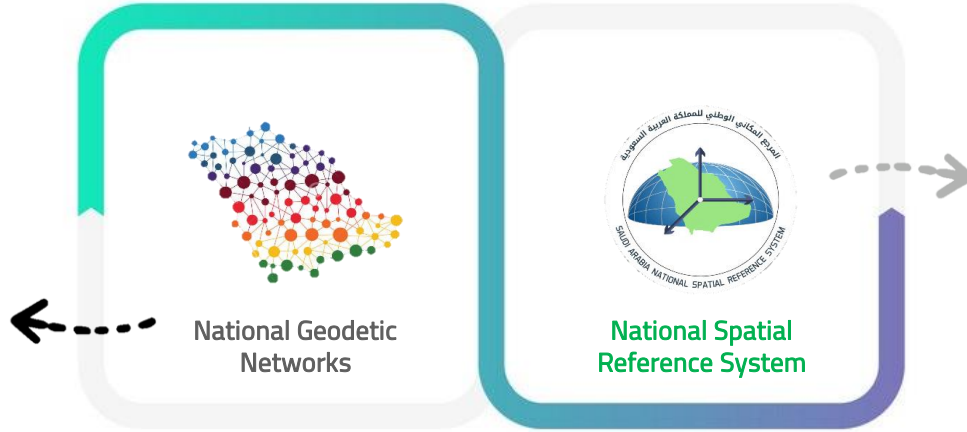 National Geodetic
Networks
المرجع المكاني الوطني للمملكة العربية السعودية
SAUDI ARABIA NATIONAL SPATIAL REFERENCE SYSTEM
National Spatial
Reference System